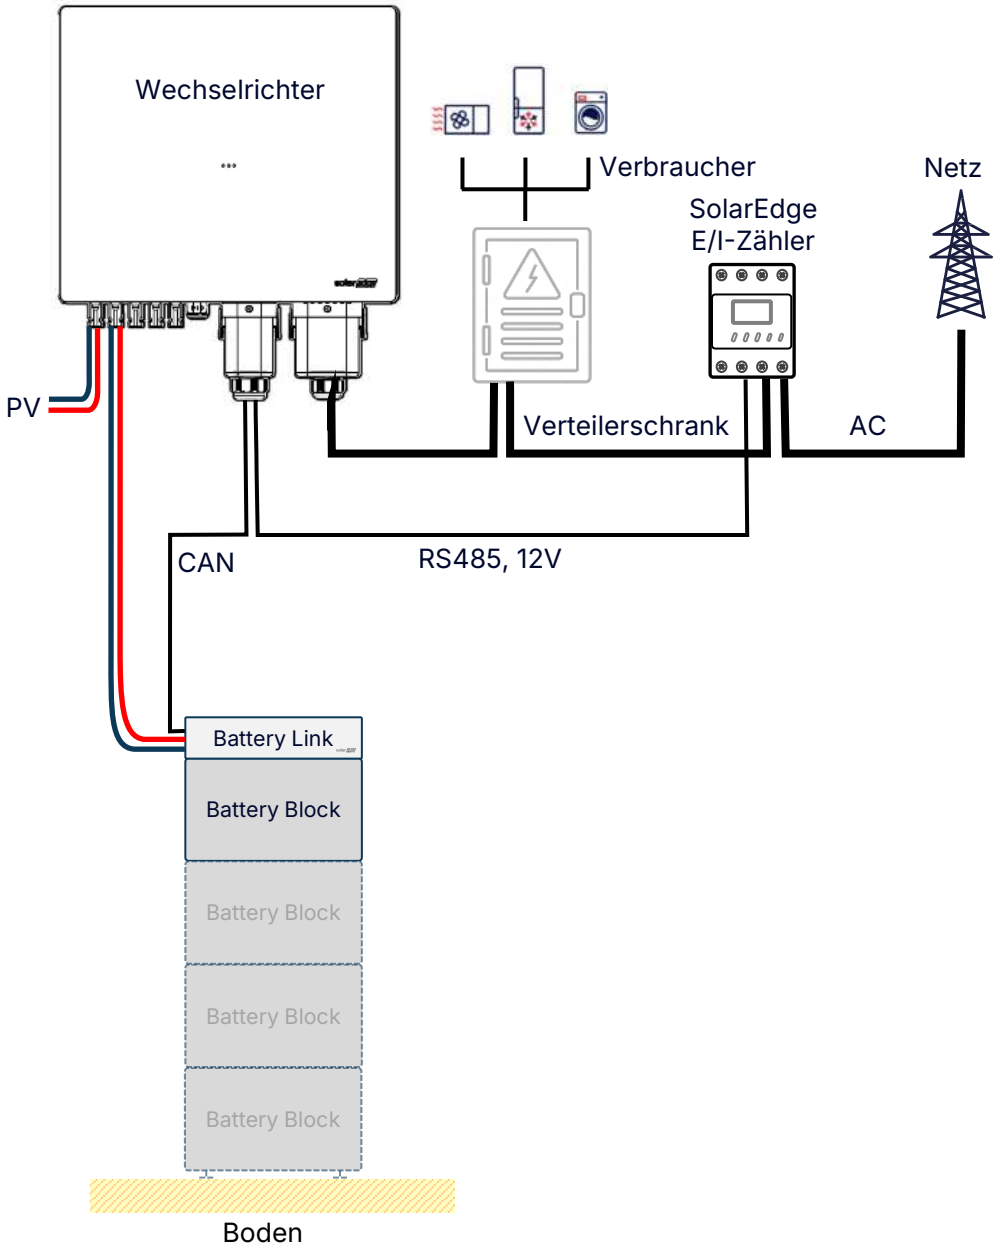 Wechselrichter
solaredge
Verbraucher
Netz
SolarEdge
E/I-Zähler
PV
Verteilerschrank
AC
CAN
RS485, 12V
Battery Link
Battery Block
Battery Block
Battery Block
Battery Block
Boden